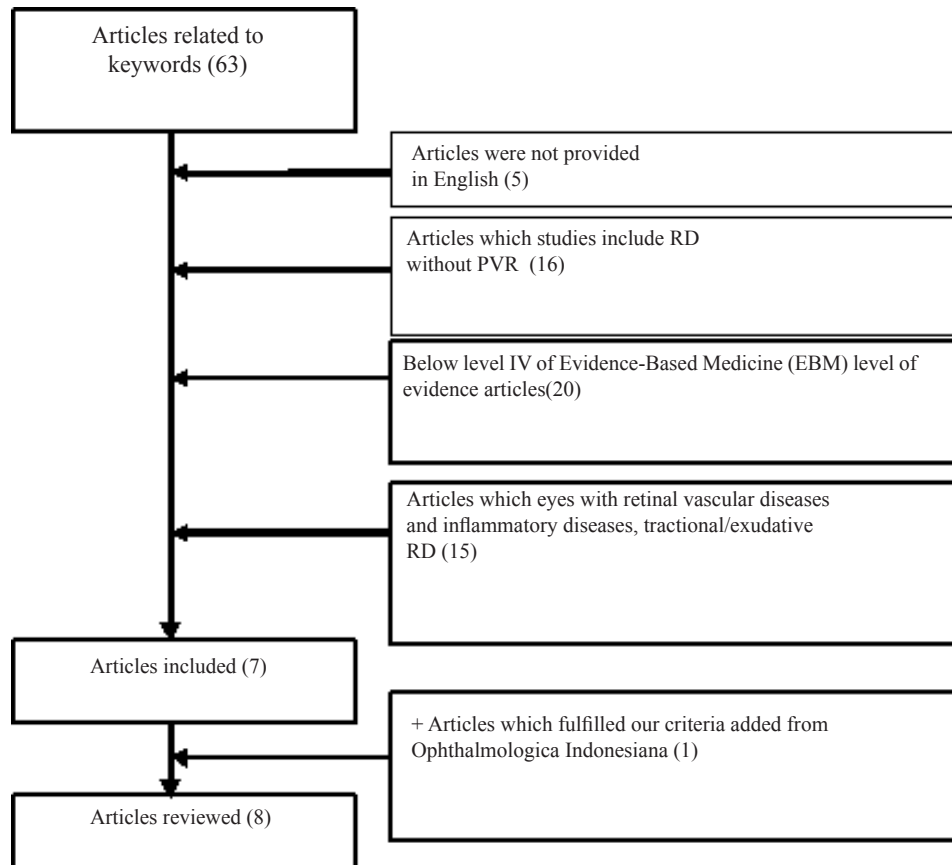 Articles related to
keywords (63)
Articles were not provided
in English (5)
Articles which studies include RD
without PVR (16)
Below level IV of Evidence-Based Medicine (EBM) level of
evidence articles(20)
Articles which eyes with retinal vascular diseases
and inflammatory diseases, tractional/exudative
RD (15)
Articles included (7)
+ Articles which fulfilled our criteria added from
Ophthalmologica Indonesiana (1)
Articles reviewed (8)